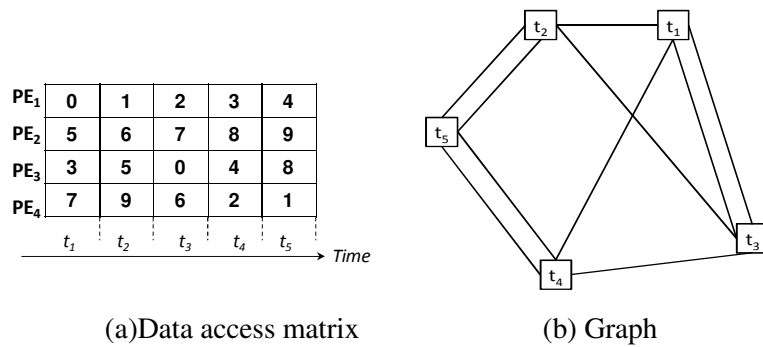 t2 t1
PE1 0 1 2 3 4
PE2 5 6 7 8 9
t5
PE3 3 5 0 4 8
PE4 7 9 6 2 1
t1 t2 t3 t4 t5
t3
Time
t4
(a)Data access matrix (b) Graph